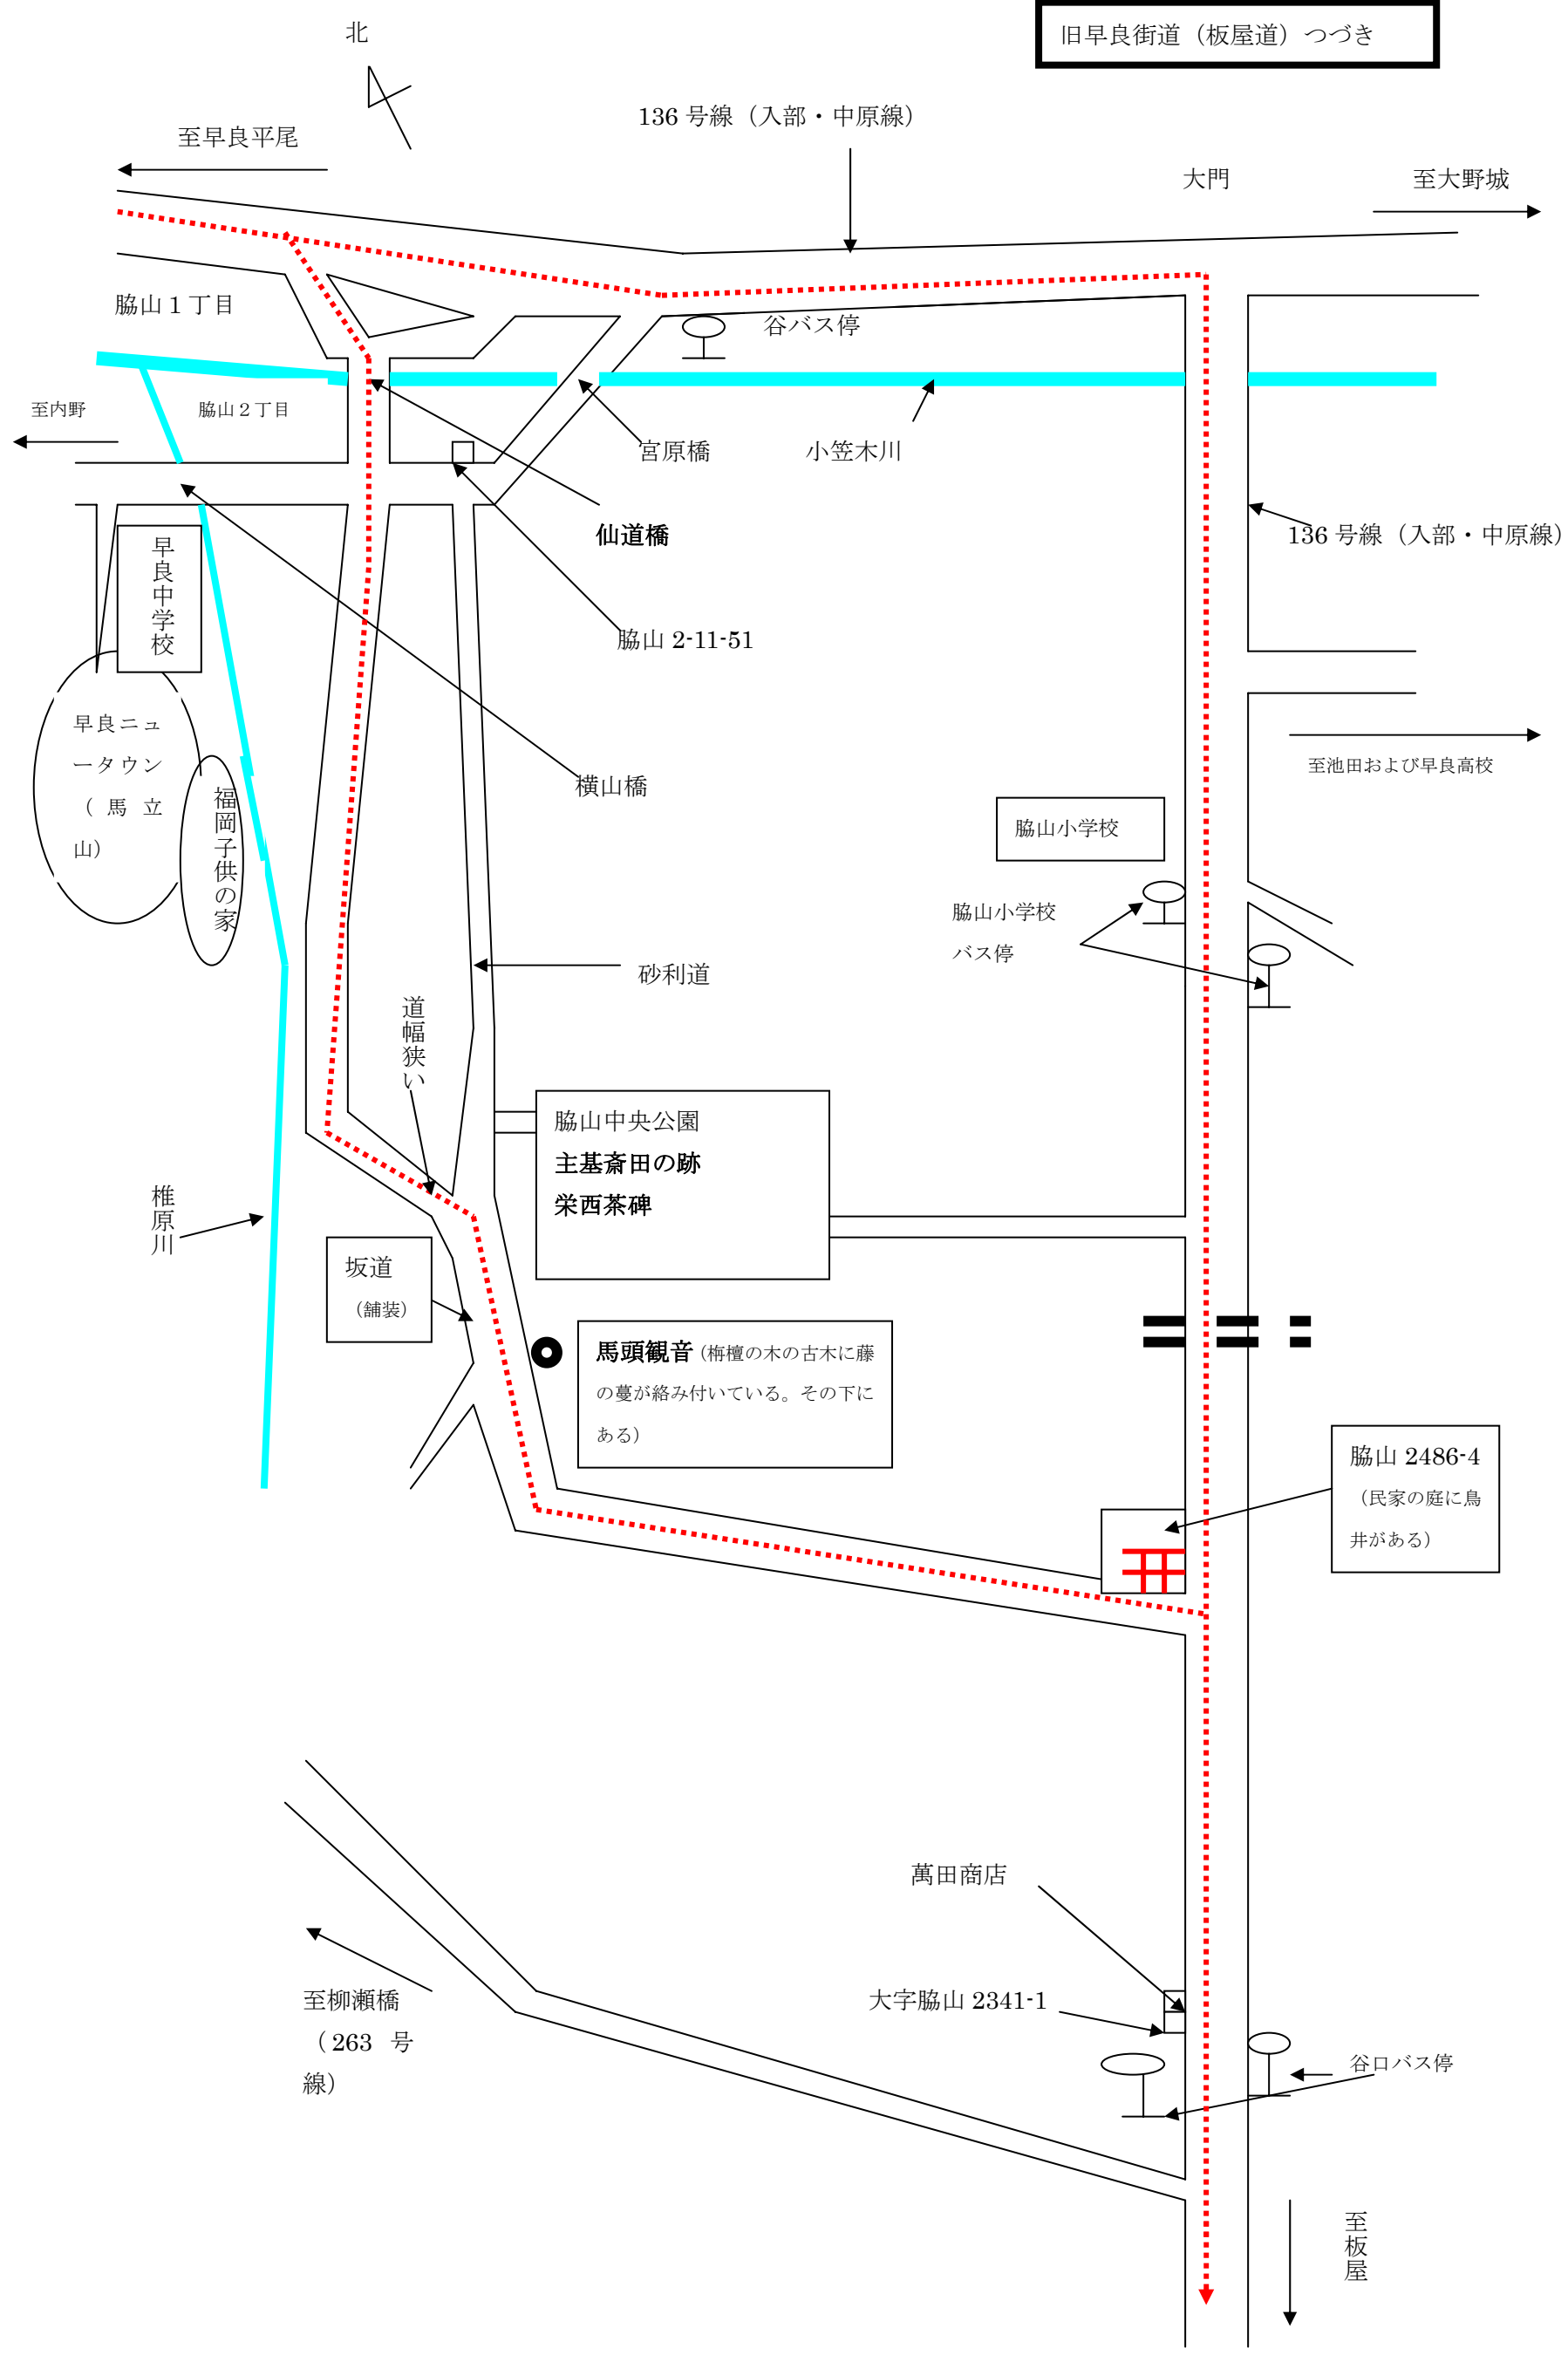 旧早良街道（板屋道）つづき
北
136 号線（入部・中原線）
至早良平尾
大門
至大野城
脇山１丁目
谷バス停
至内野
脇山２丁目
宮原橋
小笠木川
仙道橋
136 号線（入部・中原線）
早良中学校
脇山 2-11-51
早良ニュ
ータウン
（馬立
山）
横山橋
至池田および早良高校
福岡子供の家
脇山小学校
脇山小学校
バス停
砂利道
道幅狭い
脇山中央公園
主基斎田の跡
栄西茶碑
椎原川
坂道
（舗装）
馬頭観音（栴檀の木の古木に藤
の蔓が絡み付いている。その下に
ある）
脇山 2486-4
（民家の庭に鳥
井がある）
萬田商店
至柳瀬橋
（263 号
線）
大字脇山 2341-1
谷口バス停
至板屋